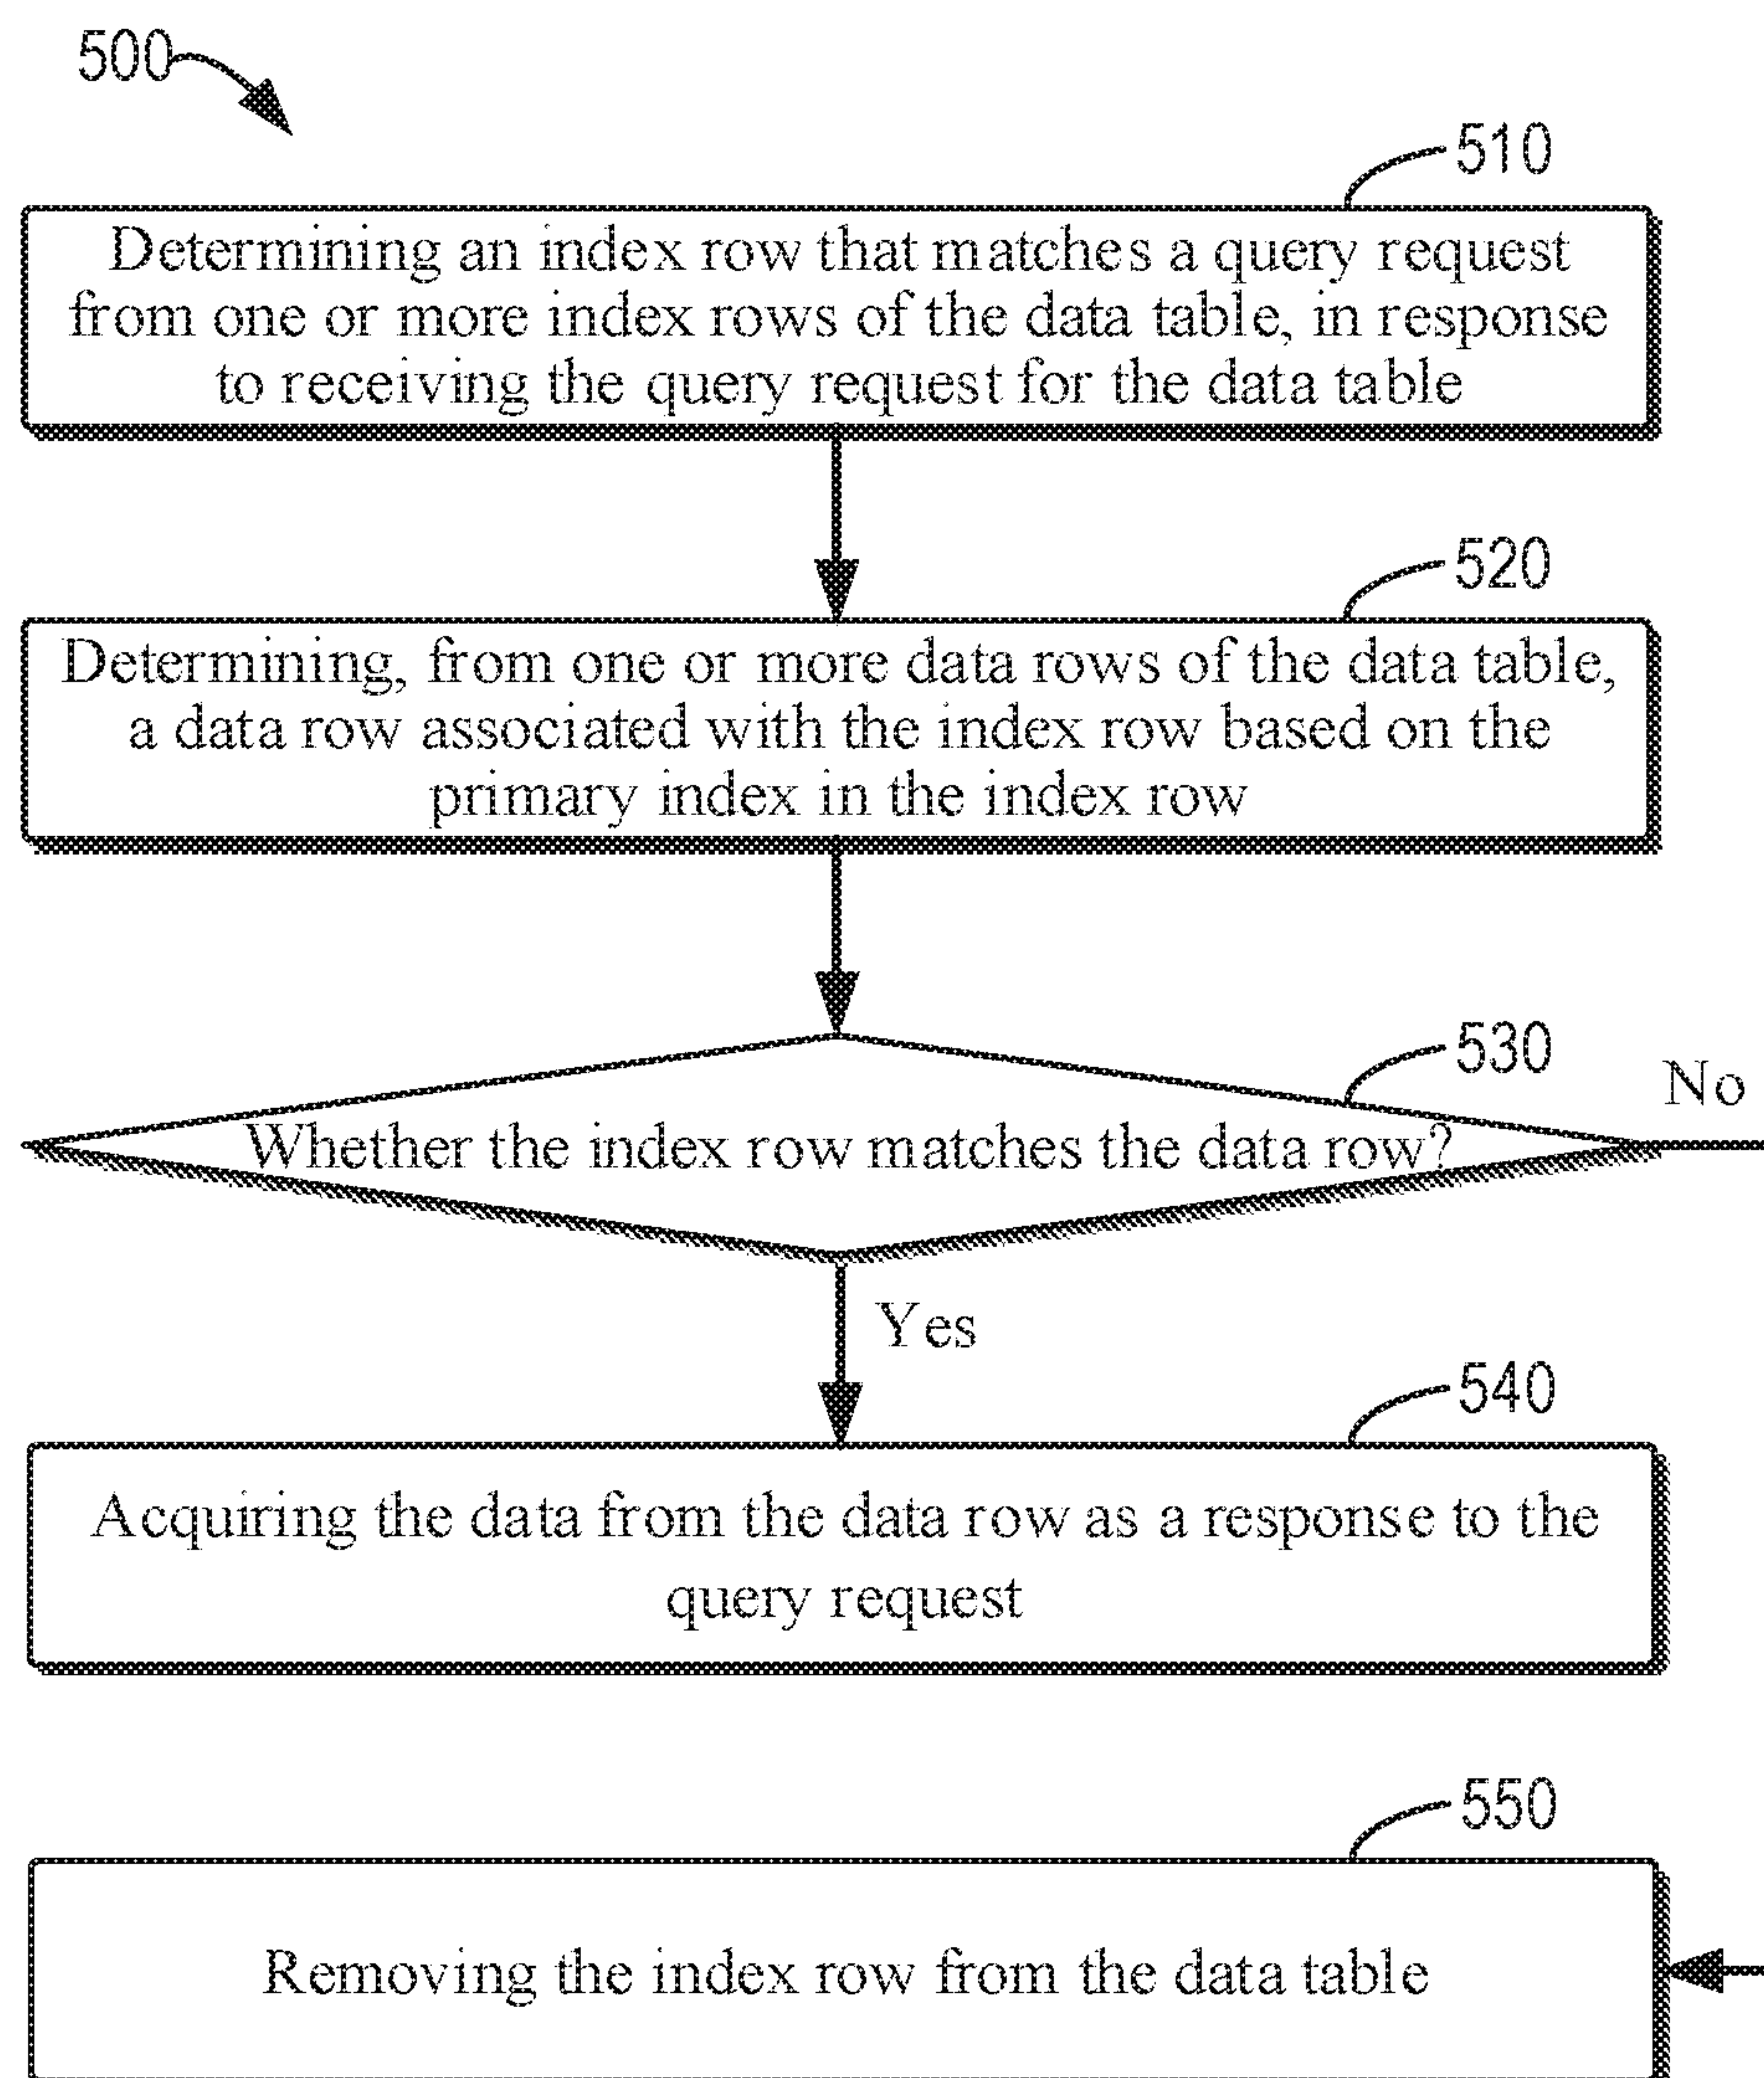 500
510
Determining an index row that matches a query request
from one or more index rows of the data table, in response
to receiving the query request for the data table
520
Determining, from one or more data rows of the data table,
a data row associated with the index row based on the
primary index in the index row
530
No
Whether the index row matches the data row?
Yes
540
Acquiring the data from the data row as a response to the
query request
550
Removing the index row from the data table